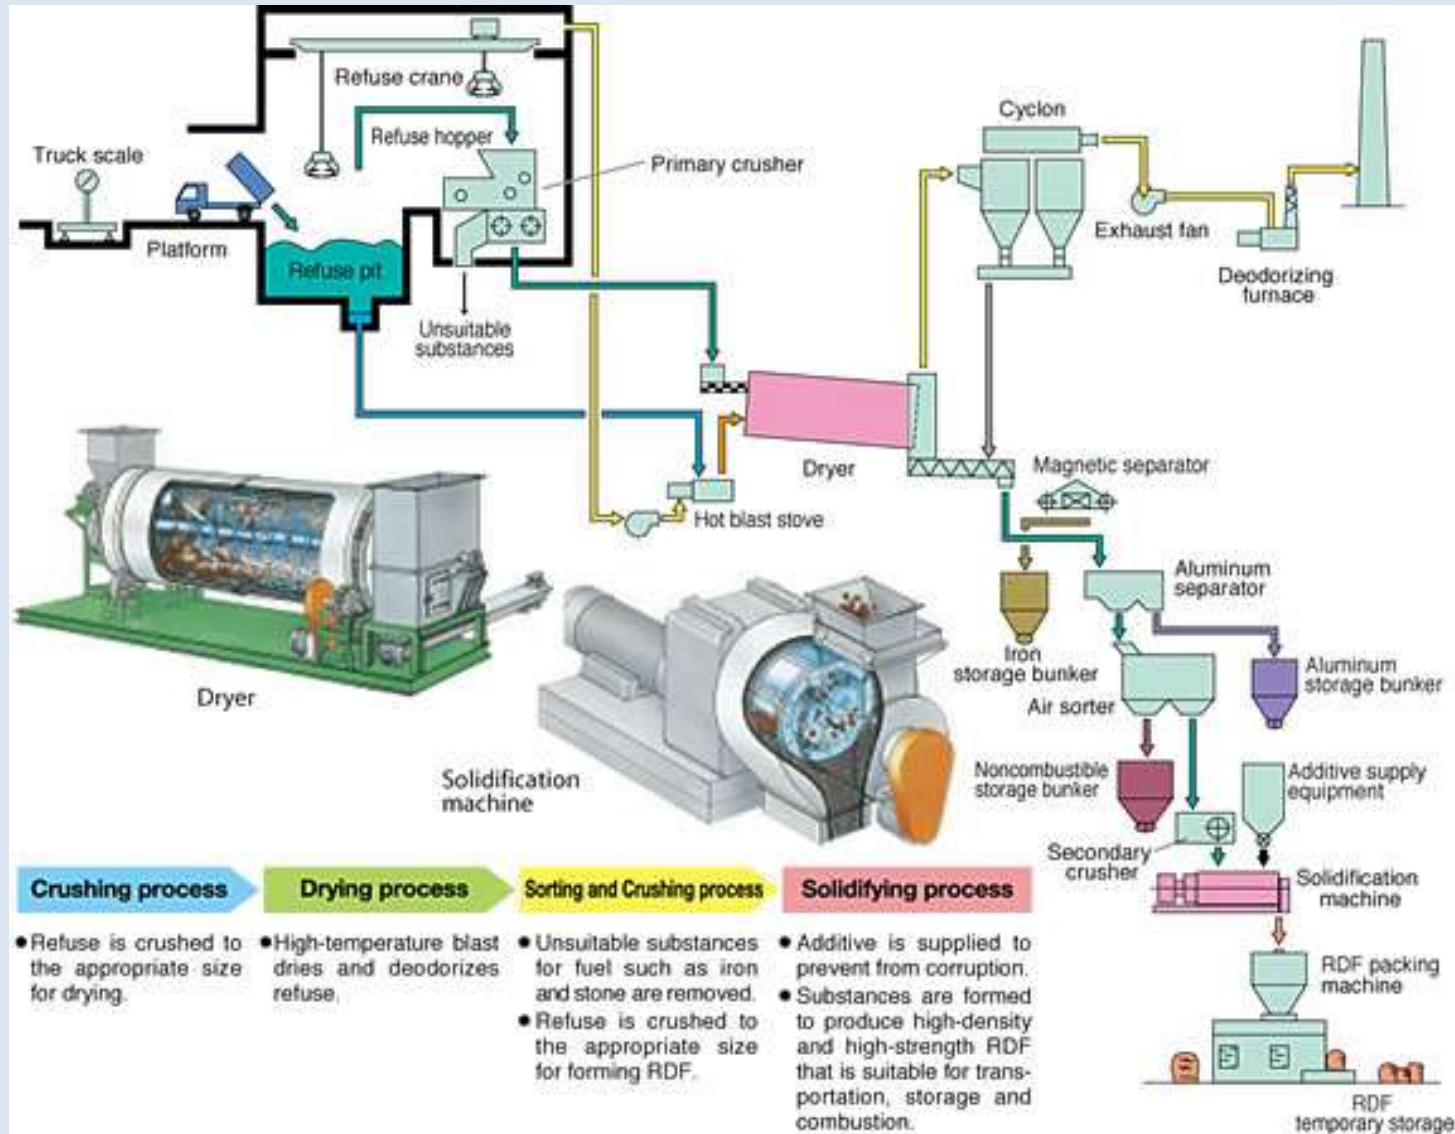 Refuse crane
Cyclon
Refuse hopper
Truck scale
Primary crusher
Exhaust fan
Platform
Refuse pit
Deodorizing
furnace
Unsuitable
substances
Dryer
Magnetic separator
Hot blast stove
Aluminum
separator
Iron
storage bunker
Aluminum
storage bunker
Dryer
Air sorter
Solidification
machine
Noncombustible
storage bunker
Additive supply
equipment
Secondary
crusher
Solidification
machine
RDF packing
machine
RDF
temporary storage
Crushing process
●Refuse is crushed to
the appropriate size
for drying.
Drying process
●High-temperature blast
dries and deodorizes
refuse.
Sorting and Crushing process
●Unsuitable substances
for fuel such as iron
and stone are removed.
●Refuse is crushed to
the appropriate size
for forming RDF.
Solidifying process
●Additive is supplied to
prevent from corruption.
●Substances are formed
to produce high-density
and high-strength RDF
that is suitable for trans-
portation, storage and
combustion.